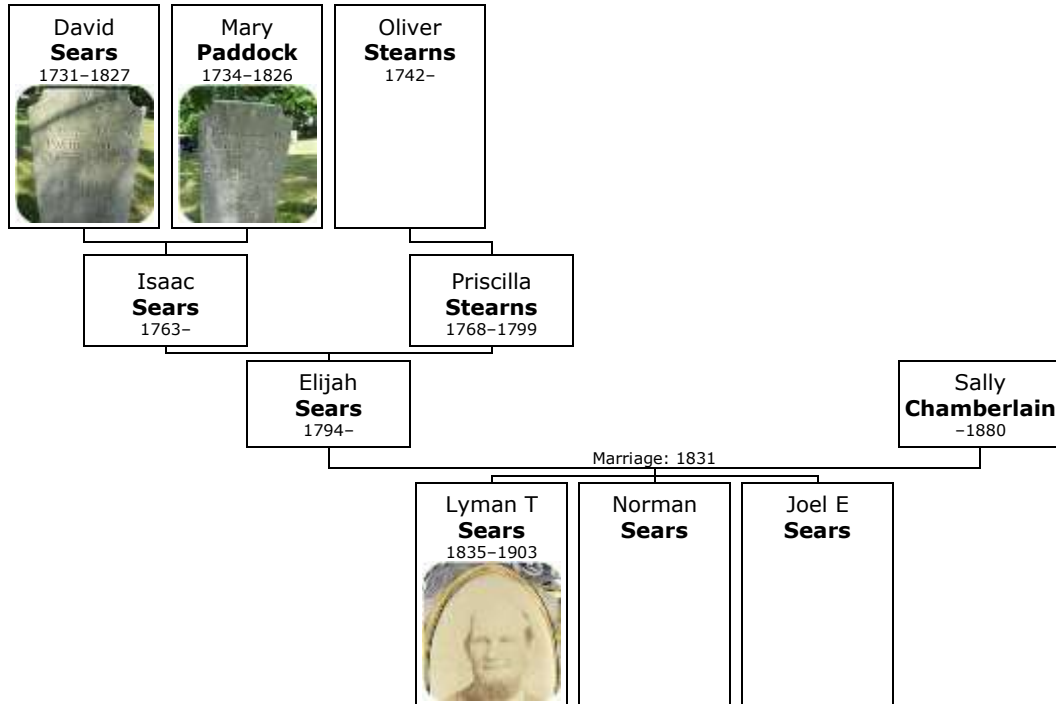 David
Sears
1731–1827
Mary
Paddock
1734–1826
Oliver
Stearns
1742–
Isaac
Sears
1763–
Priscilla
Stearns
1768–1799
Elijah
Sears
1794–
Sally
Chamberlain
–1880
Marriage: 1831
Lyman T
Sears
1835–1903
Norman
Sears
Joel E
Sears